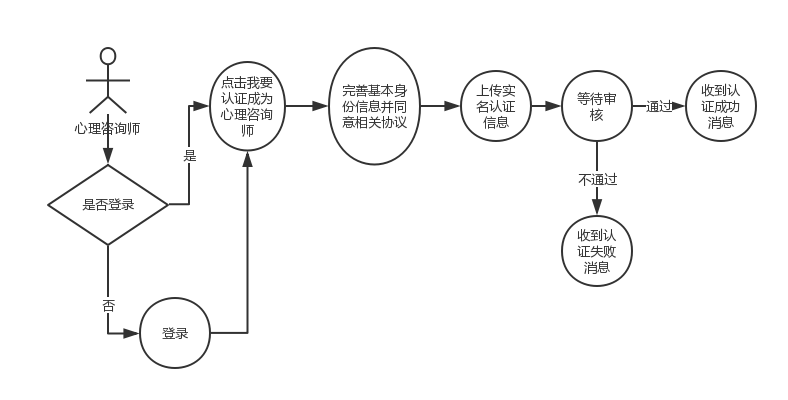 心理咨询师
是否登录
是
否
登录
点击我要
认证成为
心理咨询
师
完善基本身
份信息并同
意相关协议
上传实
名认证
信息
等待审
核
通过
收到认
证成功
消息
不通过
收到认
证失败
消息